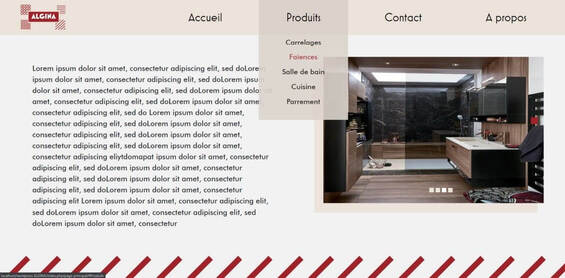 ALGINA
Accueil
Produits
Contact
A propos
Carrelages
Faïences
Salle de bain
Cuisine
Parrement
Lorem ipsum dolor sit amet, consectetur adipiscing elit, sed doLorem
ipsum dolor sit amet, consectetur adipiscing elit, sed doLorem ipsum
dolor sit amet, consectetur adipiscing elit, sed doLorem ipsum dolor sit
amet, consectetur adipiscing elit, sed doLorem ipsum dolor sit amet,
consectetur adipiscing elit, sed do Lorem ipsum dolor sit amet,
consectetur adipiscing elit, sed doLorem ipsum dolor sit amet,
consectetur adipiscing elit, sed doLorem ipsum dolor sit amet,
consectetur adipiscing elit, sed doLorem ipsum dolor sit amet,
consectetur adipiscing eliytdomapat ipsum dolor sit amet, consectetur
adipiscing elit, sed doLorem ipsum dolor sit amet, consectetur
adipiscing elit, sed doLorem ipsum dolor sit amet, consectetur
adipiscing elit, sed doLorem ipsum dolor sit amet, consectetur
adipiscing elit Lorem ipsum dolor sit amet, consectetur adipiscing elit,
sed do Lorem ipsum dolor sit amet, consectetur adipiscing elit, sed
doLorem ipsum dolor sit amet, consectetur